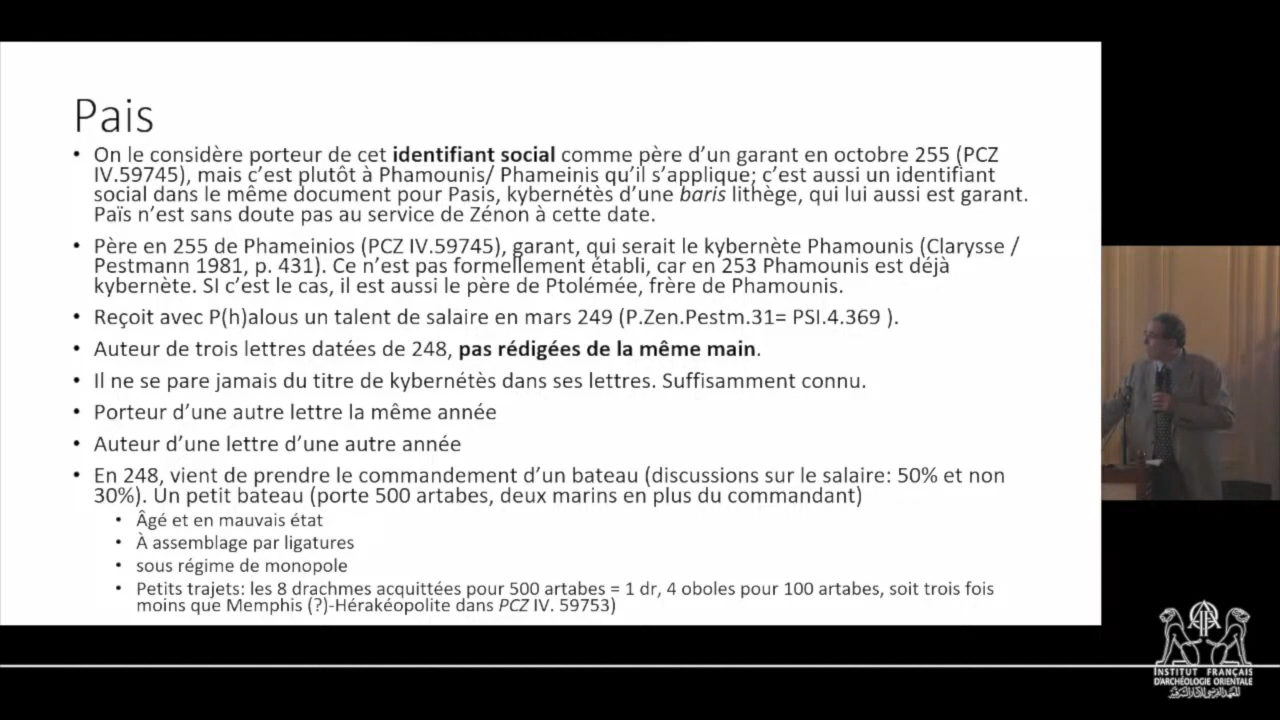 Pais
• On le considère porteur de cet identifiant social comme père d'un garant en octobre 255 (PCZ
IV.59745), mais c'est plutôt à Phamounis/ Phameinis qu'il s'applique; c'est aussi un identifiant
social dans le même document pour Pasis, kybernétès d'une baris lithège, qui lui aussi est garant.
Païs n'est sans doute pas au service de Zénon à cette date.
• Père en 255 de Phameinios (PCZ IV.59745), garant, qui serait le kybernète Phamounis (Clarysse /
Pestmann 1981, p. 431). Ce n'est pas formellement établi, car en 253 Phamounis est déjà
kybernète. SI c'est le cas, il est aussi le père de Ptolémée, frère de Phamounis.
• Reçoit avec P(h)alous un talent de salaire en mars 249 (P.Zen.Pestm.31= PSI.4.369 ).
• Auteur de trois lettres datées de 248, pas rédigées de la même main.
• Il ne se pare jamais du titre de kybernétès dans ses lettres. Suffisamment connu.
• Porteur d'une autre lettre la même année
• Auteur d'une lettre d'une autre année
• En 248, vient de prendre le commandement d'un bateau (discussions sur le salaire: 50% et non
30%). Un petit bateau (porte 500 artabes, deux marins en plus du commandant)
• Âgé et en mauvais état
• À assemblage par ligatures
• sous régime de monopole
• Petits trajets: les 8 drachmes acquittées pour 500 artabes = 1 dr, 4 oboles pour 100 artabes, soit trois fois
moins que Memphis (?)-Hérakéopolite dans PCZ IV. 59753)
INSTITUT FRANÇAIS
D'ARCHÉOLOGIE ORIENTALE